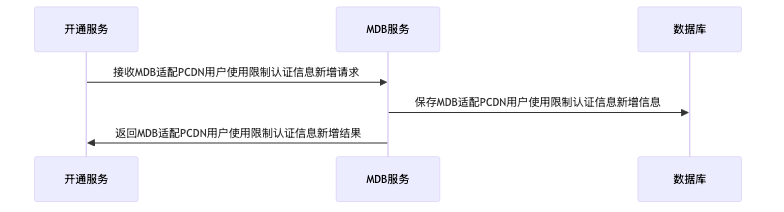 开通服务
MDB服务
数据库
接收MDB适配PCDN用户使用限制认证信息新增请求
保存MDB适配PCDN用户使用限制认证信息新增信息
返回MDB适配PCDN用户使用限制认证信息新增结果
开通服务
MDB服务
数据库